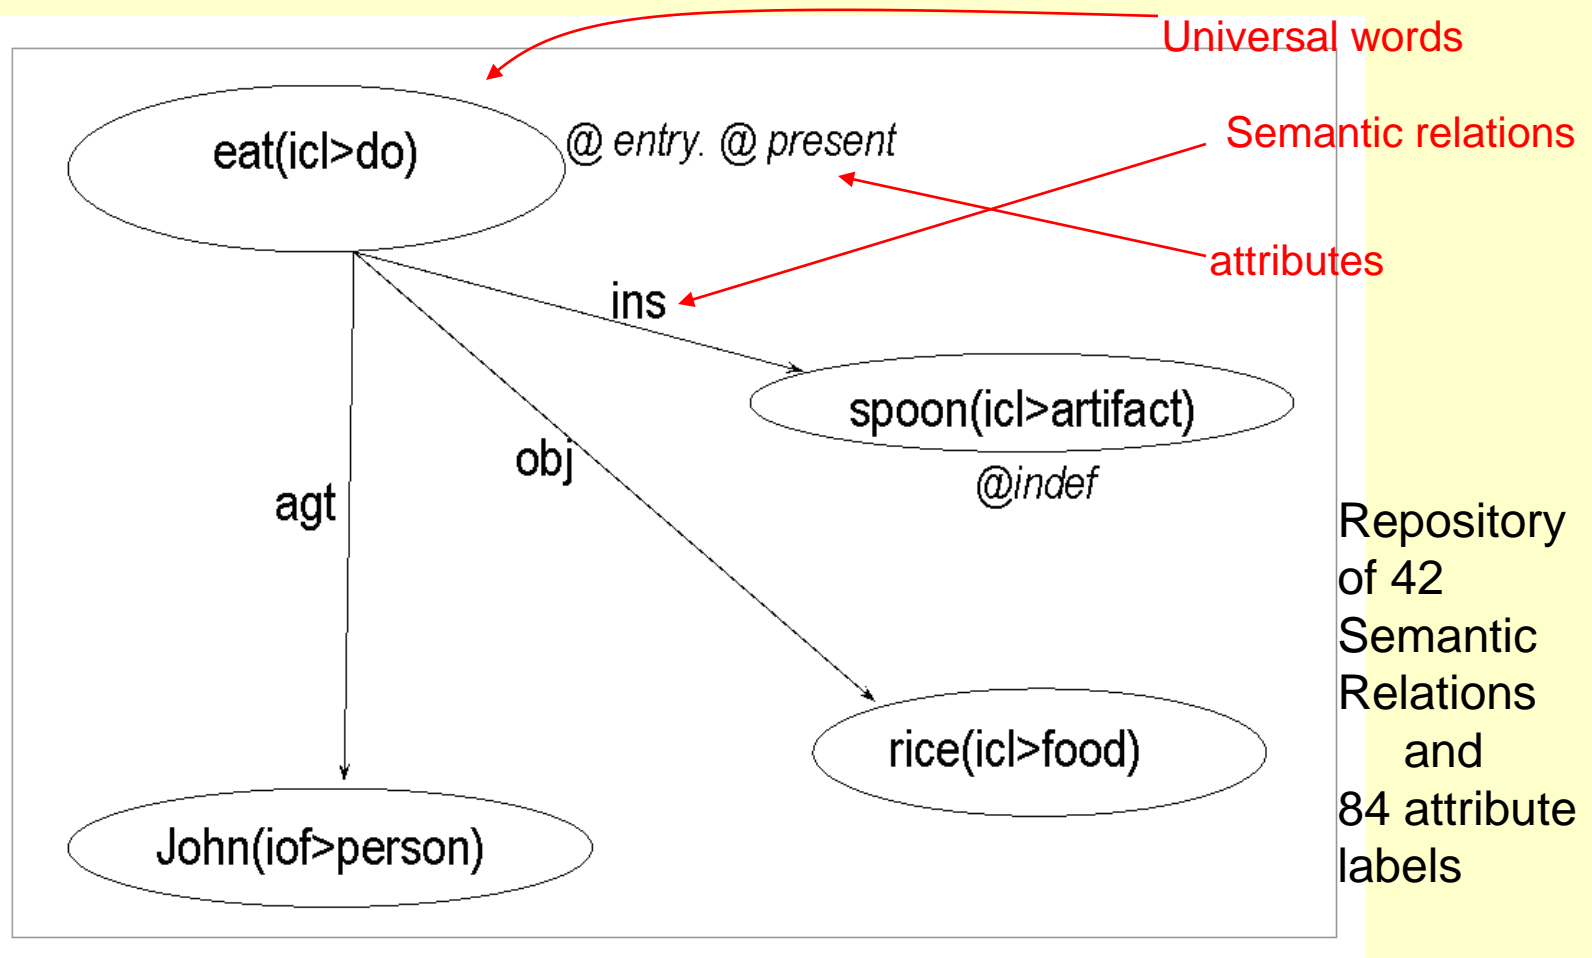 Universal words
eat(icl>do)
@ entry. @ present
Semantic relations
attributes
ins
spoon(icl>artifact)
@indef
obj
agt
rice(icl>food)
John(iof>person)
Repository
of 42
Semantic
Relations
and
84 attribute
labels